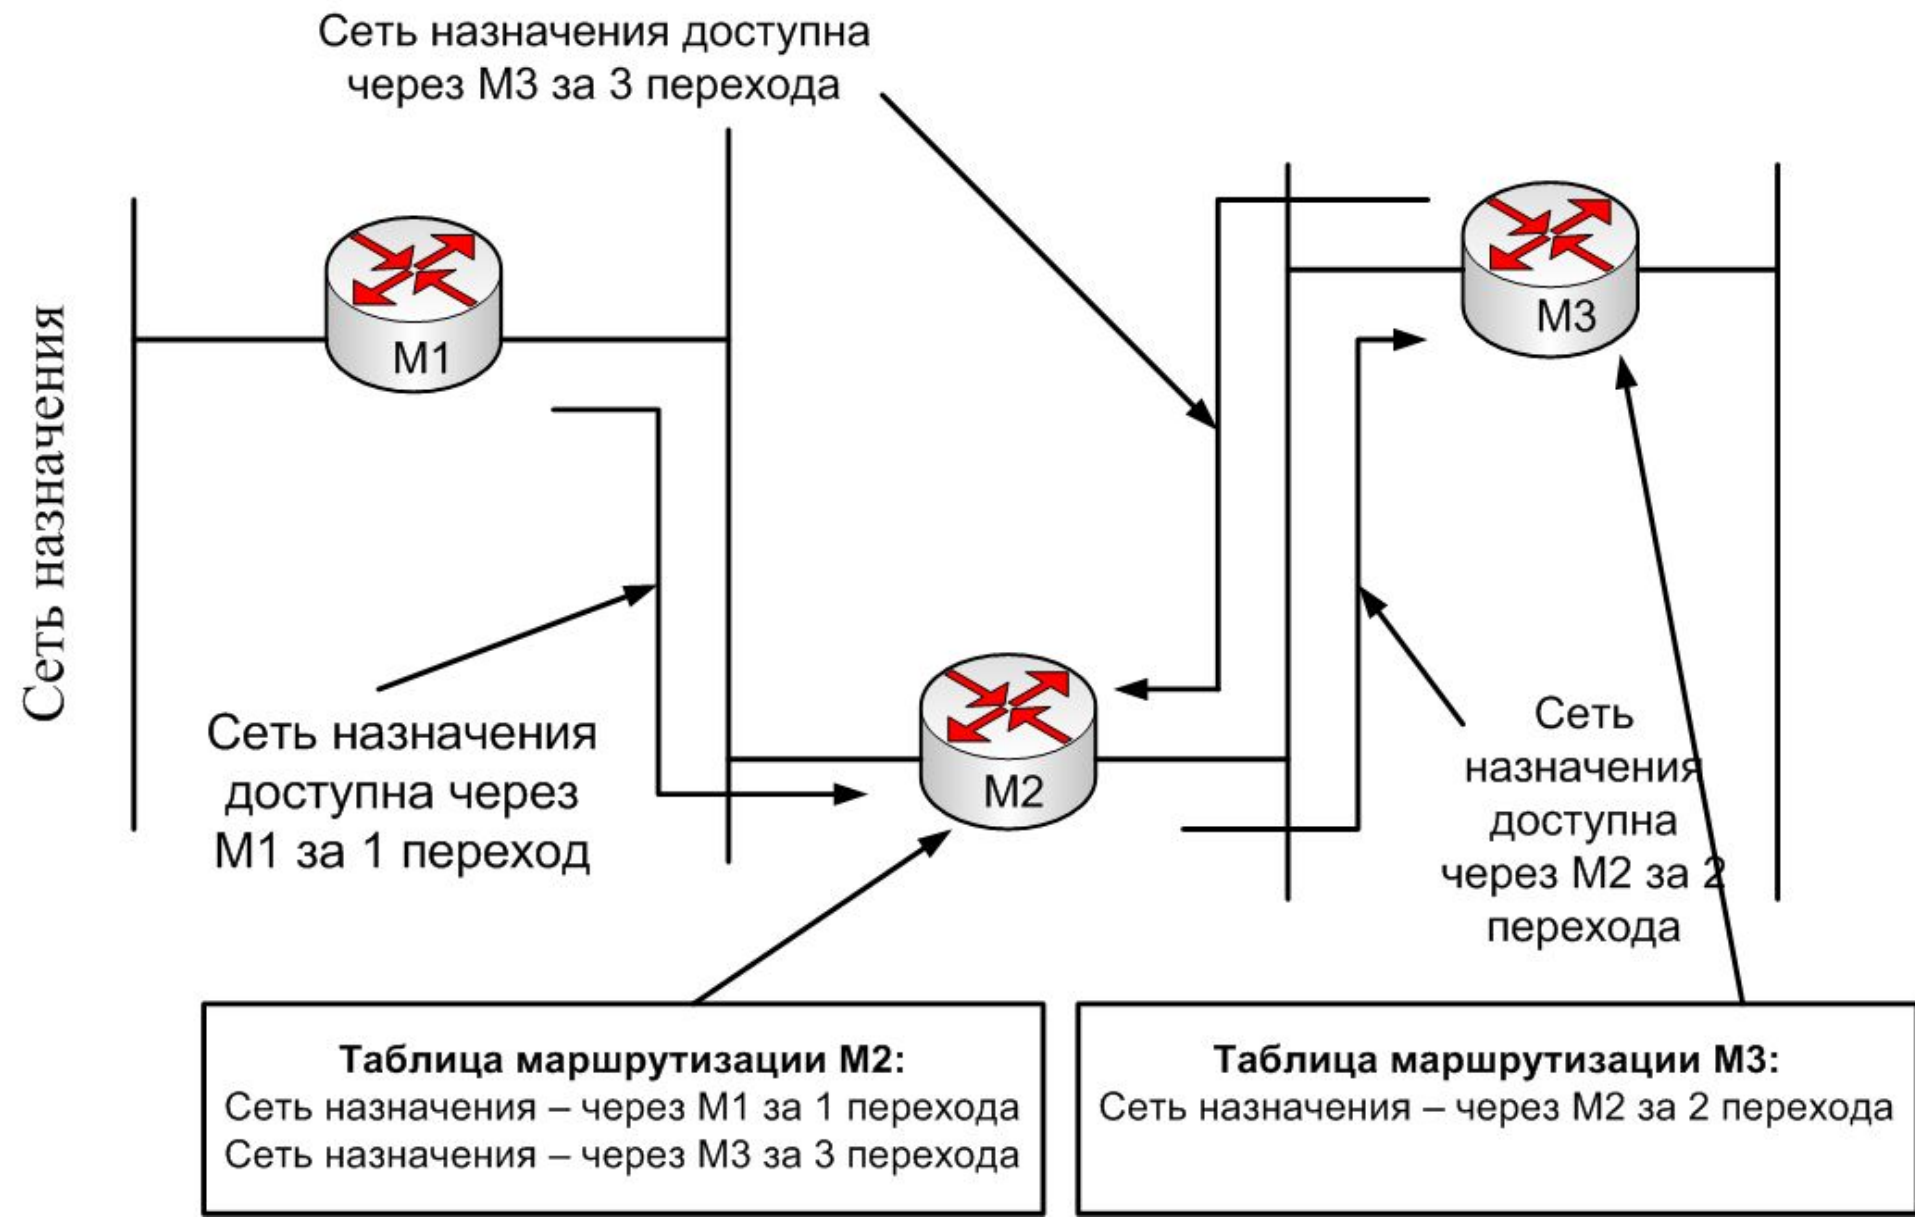 Сеть назначения доступна
через М3 за 3 перехода
М1
М3
Сеть назначения
Сеть назначения
доступна через
М1 за 1 переход
М2
Сеть
назначения
доступна
через М2 за 2
перехода
Таблица маршрутизации М2:
Сеть назначения – через М1 за 1 перехода
Сеть назначения – через М3 за 3 перехода
Таблица маршрутизации М3:
Сеть назначения – через М2 за 2 перехода